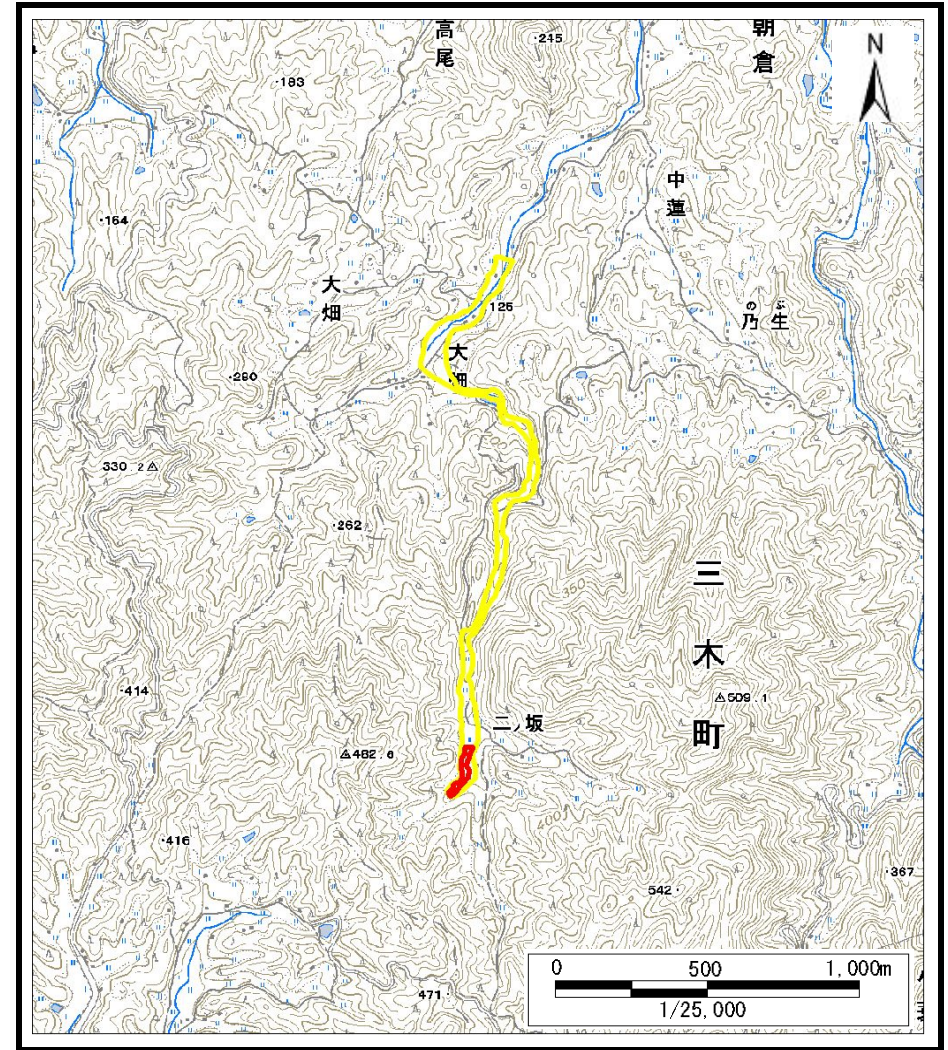 高尾
・245
朝倉
N
・183
中蓮
・164
大畑
125
乃生
のぶ
大畑
・280
330.2
・262
350
三木町
・414
509.1
二ノ坂
482.6
400
・416
・367
542・
471
0 500 1,000m
1/25,000